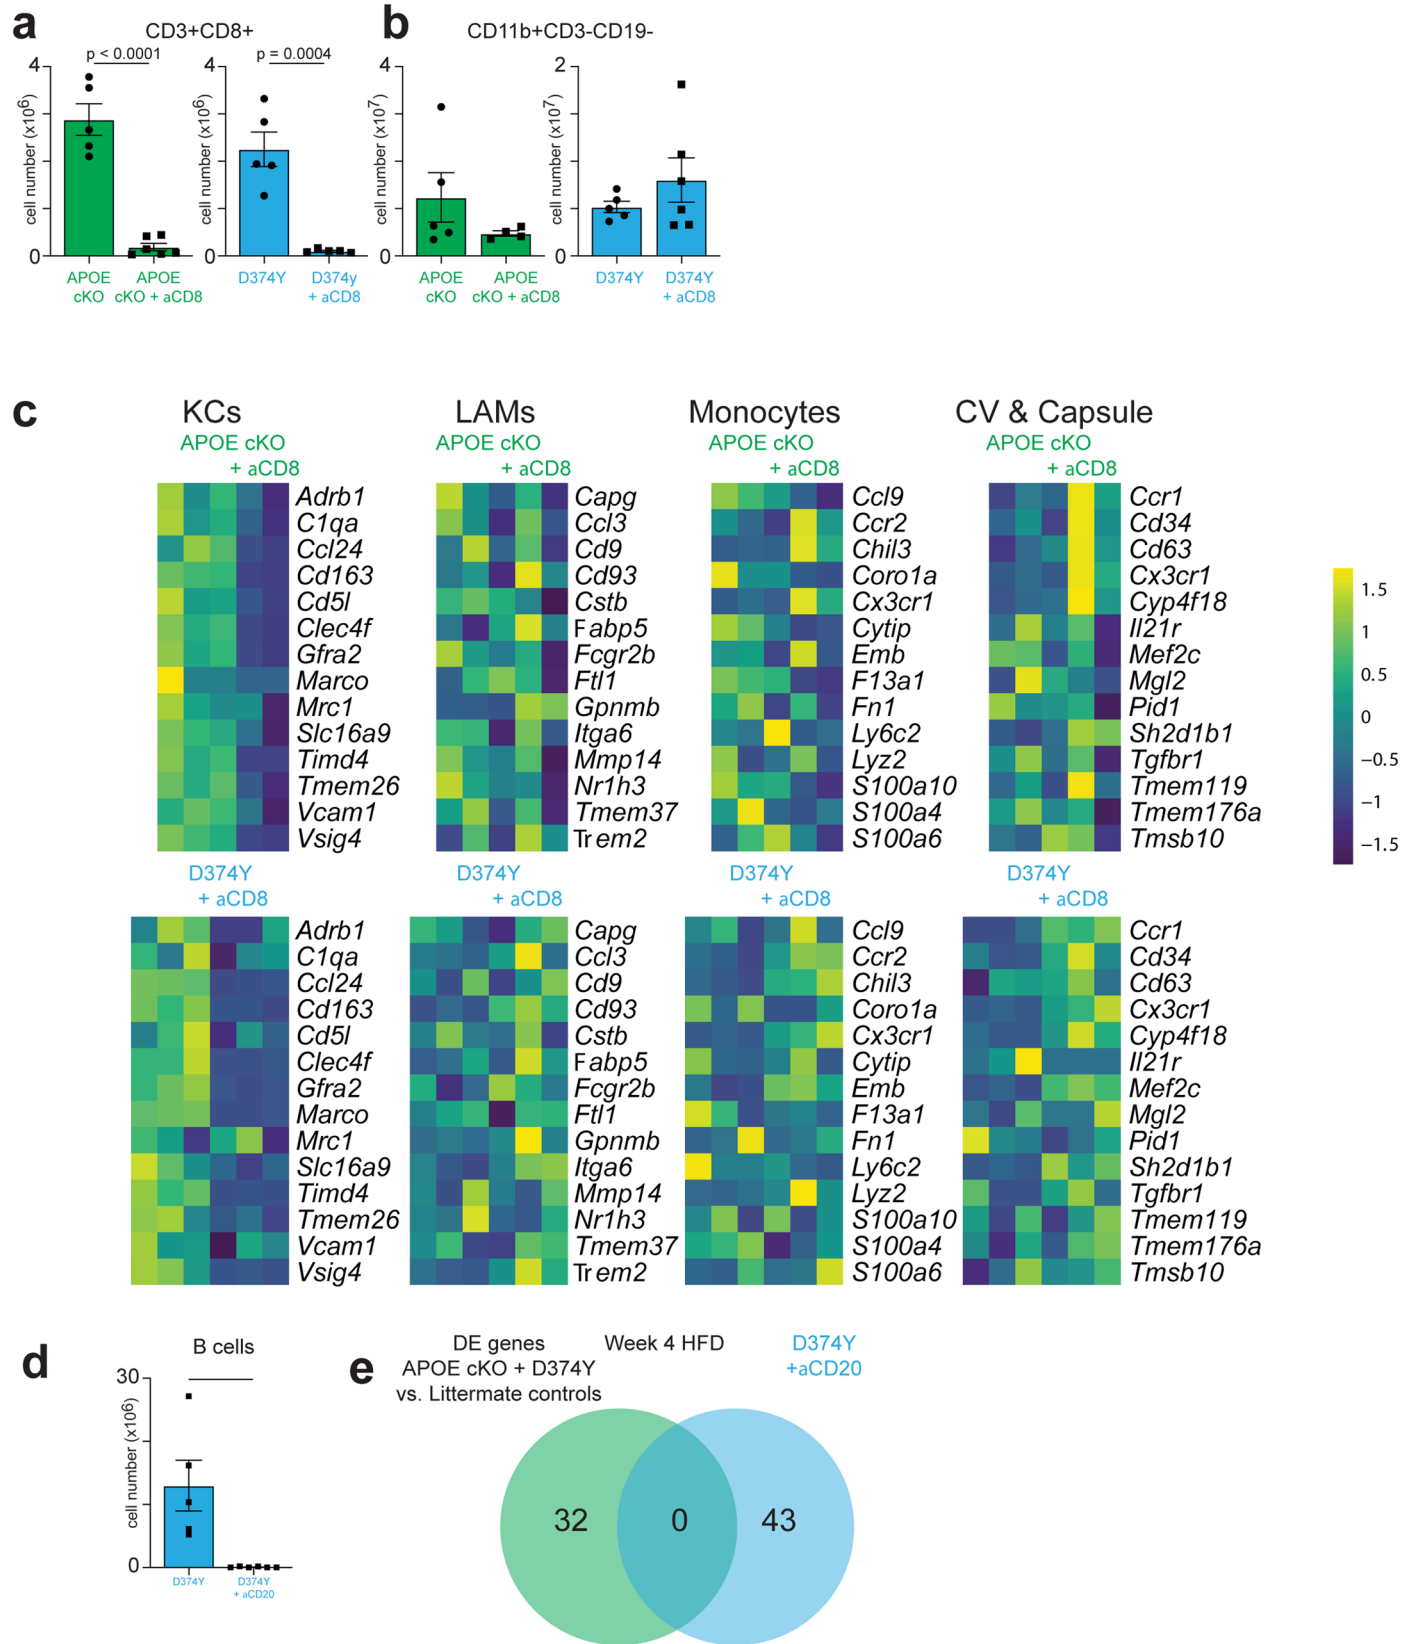 a
CD3+CD8+
p < 0.0001
p = 0.0004
4
0
cell number (x10⁶)
APOE
cKO
APOE
cKO + aCD8
4
0
cell number (x10⁶)
D374Y
D374y
+ aCD8
b
CD11b+CD3-CD19-
4
0
cell number (x10⁷)
APOE
cKO
APOE
cKO + aCD8
2
0
cell number (x10⁷)
D374Y
D374Y
+ aCD8
c
KCs
APOE cKO
+ aCD8
Adrb1
C1qa
Ccl24
Cd163
Cd5l
Clec4f
Gfra2
Marco
Mrc1
Slc16a9
Timd4
Tmem26
Vcam1
Vsig4
LAMs
APOE cKO
+ aCD8
Capg
Ccl3
Cd9
Cd93
Cstb
Fabp5
Fcgr2b
Ftl1
Gpnmb
Itga6
Mmp14
Nr1h3
Tmem37
Trem2
Monocytes
APOE cKO
+ aCD8
Ccl9
Ccr2
Chil3
Coro1a
Cx3cr1
Cytip
Emb
F13a1
Fn1
Ly6c2
Lyz2
S100a10
S100a4
S100a6
CV & Capsule
APOE cKO
+ aCD8
Ccr1
Cd34
Cd63
Cx3cr1
Cyp4f18
Il21r
Mef2c
Mgl2
Pid1
Sh2d1b1
Tgfbr1
Tmem119
Tmem176a
Tmsb10
1.5
1
0.5
0
−0.5
−1
−1.5
D374Y
+ aCD8
Adrb1
C1qa
Ccl24
Cd163
Cd5l
Clec4f
Gfra2
Marco
Mrc1
Slc16a9
Timd4
Tmem26
Vcam1
Vsig4
D374Y
+ aCD8
Capg
Ccl3
Cd9
Cd93
Cstb
Fabp5
Fcgr2b
Ftl1
Gpnmb
Itga6
Mmp14
Nr1h3
Tmem37
Trem2
D374Y
+ aCD8
Ccl9
Ccr2
Chil3
Coro1a
Cx3cr1
Cytip
Emb
F13a1
Fn1
Ly6c2
Lyz2
S100a10
S100a4
S100a6
D374Y
+ aCD8
Ccr1
Cd34
Cd63
Cx3cr1
Cyp4f18
Il21r
Mef2c
Mgl2
Pid1
Sh2d1b1
Tgfbr1
Tmem119
Tmem176a
Tmsb10
d
B cells
30
0
cell number (x10⁶)
D374Y
D374Y
+ aCD20
e
DE genes
APOE cKO + D374Y
vs. Littermate controls
Week 4 HFD
D374Y
+aCD20
32
0
43